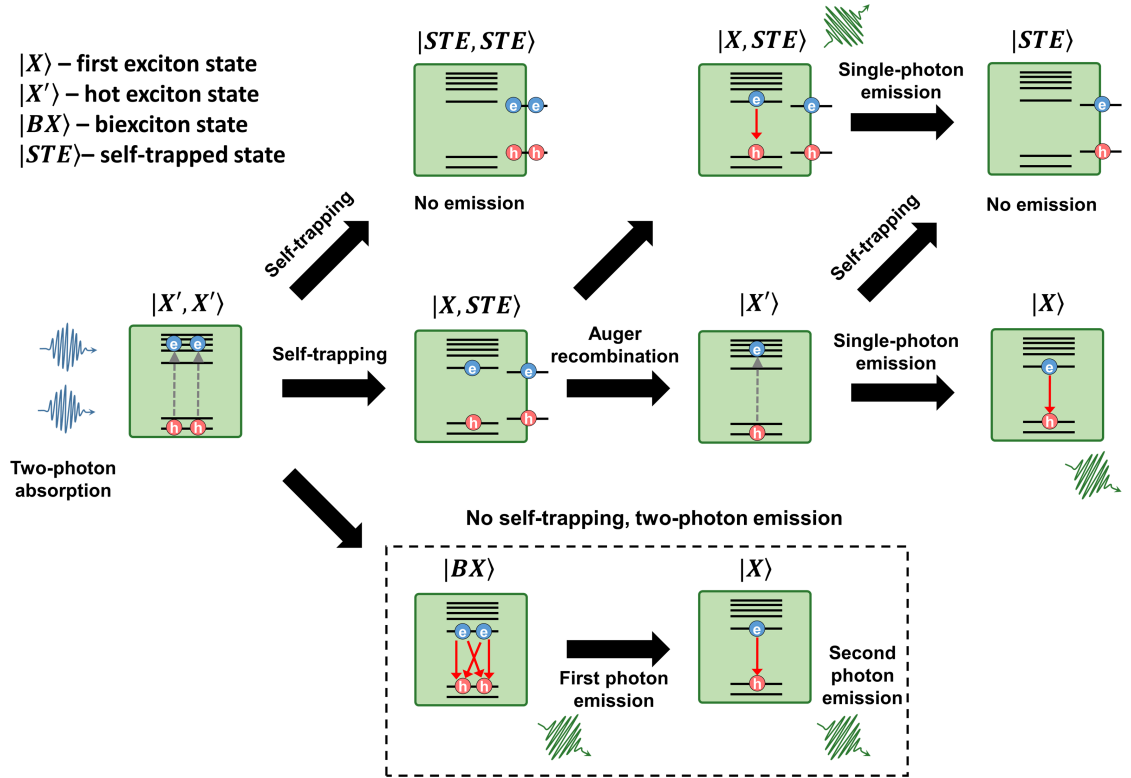 |X⟩ – first exciton state
|X′⟩ – hot exciton state
|BX⟩ – biexciton state
|STE⟩– self-trapped state
|STE, STE⟩
e e
h h
No emission
|X, STE⟩
e e
h h
Single-photon
emission
|STE⟩
e
h
No emission
Self-trapping
Self-trapping
|X′, X′⟩
e e
h h
Two-photon
absorption
Self-trapping
|X, STE⟩
e e
h h
Auger
recombination
|X′⟩
e
h
Single-photon
emission
|X⟩
e
h
No self-trapping, two-photon emission
|BX⟩
e e
h h
First photon
emission
|X⟩
e
h
Second
photon
emission